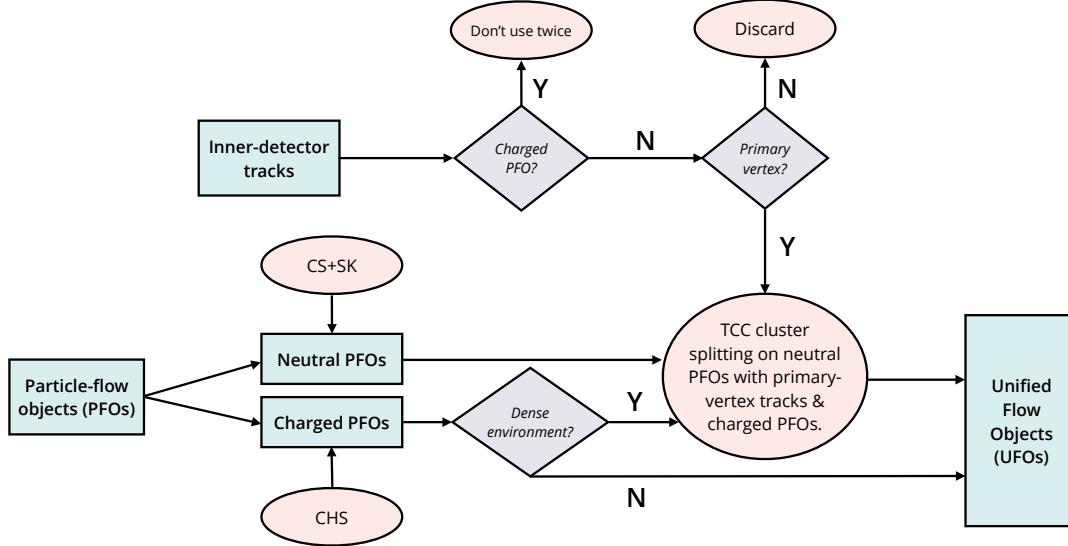 Don't use twice
Discard
Y
N
Inner-detector
tracks
Charged
PFO?
N
Primary
vertex?
Y
CS+SK
Neutral PFOs
Particle-flow
objects (PFOs)
Charged PFOs
Dense
environment?
Y
N
CHS
TCC cluster
splitting on neutral
PFOs with primary-
vertex tracks &
charged PFOs.
Unified
Flow
Objects
(UFOs)